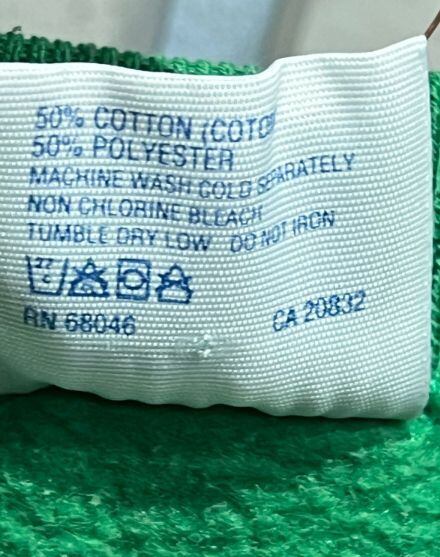 50% COTTON (COTO
50% POLYESTER
MACHINE WASH COLD SEPARATELY
NON CHLORINE BLEACH
TUMBLE DRY LOW DO NOT IRON
RN 68046 CA 20832